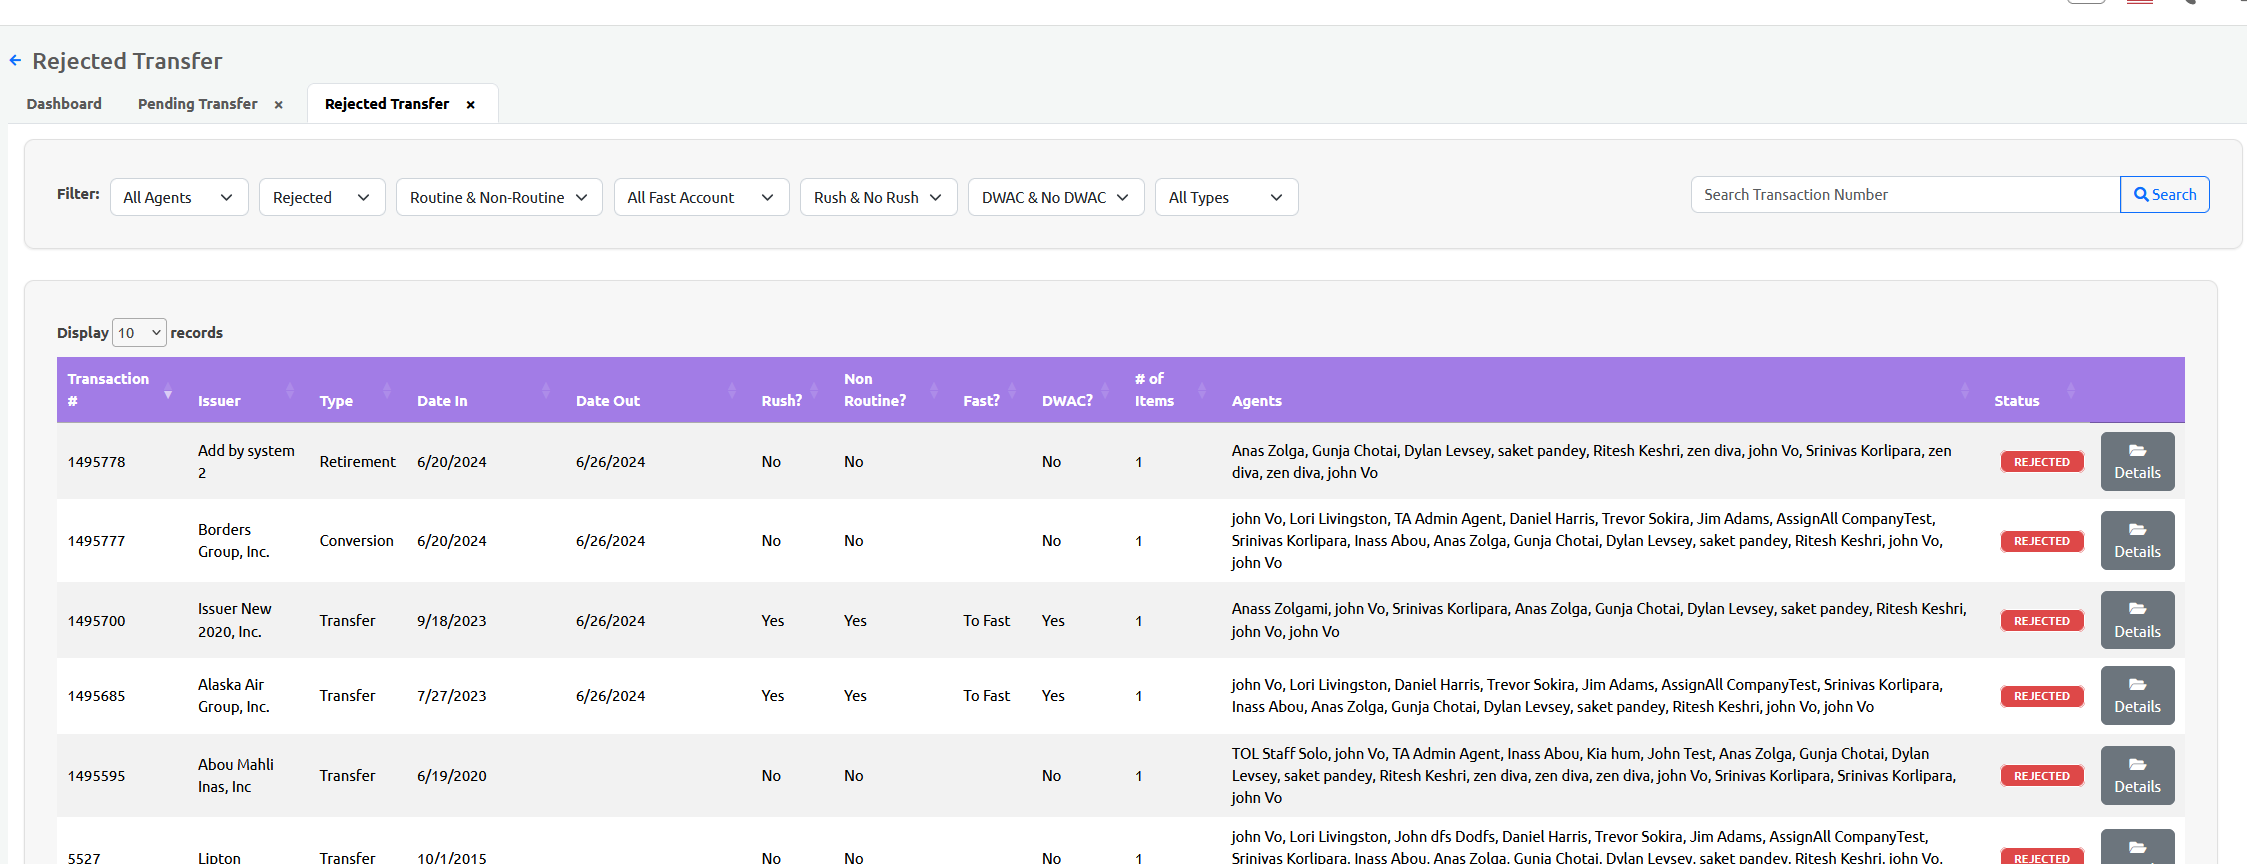 Rejected Transfer
Dashboard Pending Transfer × Rejected Transfer ×
Filter: All Agents Rejected Routine & Non-Routine All Fast Account Rush & No Rush DWAC & No DWAC All Types Search Transaction Number Search
Display 10 records
Transaction # Issuer Type Date In Date Out Rush? Non Routine? Fast? DWAC? # of Items Agents Status
1495778 Add by system 2 Retirement 6/20/2024 6/26/2024 No No No 1 Anas Zolga, Gunja Chotai, Dylan Levsey, saket pandey, Ritesh Keshri, zen diva, john Vo, Srinivas Korlipara, zen
diva, zen diva, john Vo REJECTED Details
1495777 Borders Group, Inc. Conversion 6/20/2024 6/26/2024 No No No 1 john Vo, Lori Livingston, TA Admin Agent, Daniel Harris, Trevor Sokira, Jim Adams, AssignAll CompanyTest,
Srinivas Korlipara, Inass Abou, Anas Zolga, Gunja Chotai, Dylan Levsey, saket pandey, Ritesh Keshri, john Vo,
john Vo REJECTED Details
1495700 Issuer New 2020, Inc. Transfer 9/18/2023 6/26/2024 Yes Yes To Fast Yes 1 Anass Zolgami, john Vo, Srinivas Korlipara, Anas Zolga, Gunja Chotai, Dylan Levsey, saket pandey, Ritesh Keshri,
john Vo, john Vo REJECTED Details
1495685 Alaska Air Group, Inc. Transfer 7/27/2023 6/26/2024 Yes Yes To Fast Yes 1 john Vo, Lori Livingston, Daniel Harris, Trevor Sokira, Jim Adams, AssignAll CompanyTest, Srinivas Korlipara,
Inass Abou, Anas Zolga, Gunja Chotai, Dylan Levsey, saket pandey, Ritesh Keshri, john Vo, john Vo REJECTED Details
1495595 Abou Mahli Inas, Inc Transfer 6/19/2020 No No No 1 TOL Staff Solo, john Vo, TA Admin Agent, Inass Abou, Kia hum, John Test, Anas Zolga, Gunja Chotai, Dylan
Levsey, saket pandey, Ritesh Keshri, zen diva, zen diva, zen diva, john Vo, Srinivas Korlipara, Srinivas Korlipara,
john Vo REJECTED Details
5527 Lipton Transfer 10/1/2015 No No No 1 john Vo, Lori Livingston, John dfs Dodfs, Daniel Harris, Trevor Sokira, Jim Adams, AssignAll CompanyTest,
Srinivas Korlipara, Inass Abou, Anas Zolga, Gunja Chotai, Dylan Levsey, saket pandey, Ritesh Keshri, john Vo, REJECTED